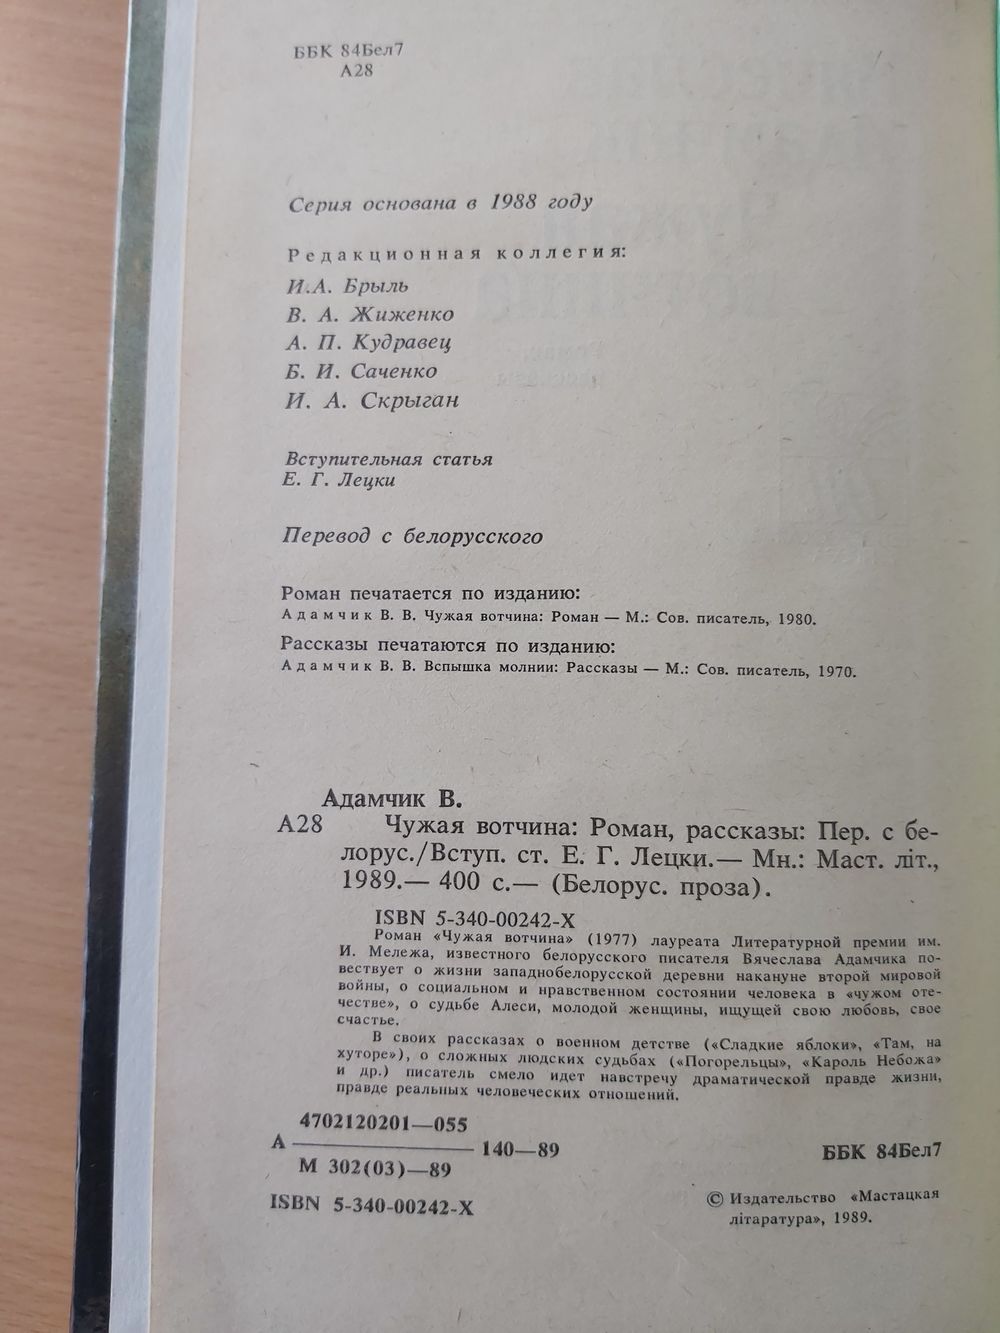 ББК 84Бел7
А28
Серия основана в 1988 году
Редакционная коллегия:
И.А. Брыль
В. А. Жиженко
А. П. Кудравец
Б. И. Саченко
И. А. Скрыган
Вступительная статья
Е. Г. Лецки
Перевод с белорусского
Роман печатается по изданию:
Адамчик В. В. Чужая вотчина: Роман — М.: Сов. писатель, 1980.
Рассказы печатаются по изданию:
Адамчик В. В. Вспышка молнии: Рассказы — М.: Сов. писатель, 1970.
Адамчик В.
А28 Чужая вотчина: Роман, рассказы: Пер. с бе-
лорус./Вступ. ст. Е. Г. Лецки.— Мн.: Маст. літ.,
1989.— 400 с.— (Белорус. проза).
ISBN 5-340-00242-X
Роман «Чужая вотчина» (1977) лауреата Литературной премии им.
И. Мележа, известного белорусского писателя Вячеслава Адамчика по-
вествует о жизни западнобелорусской деревни накануне второй мировой
войны, о социальном и нравственном состоянии человека в «чужом оте-
честве», о судьбе Алеси, молодой женщины, ищущей свою любовь, свое
счастье.
В своих рассказах о военном детстве («Сладкие яблоки», «Там, на
хуторе»), о сложных людских судьбах («Погорельцы», «Кароль Небожа»
и др.) писатель смело идет навстречу драматической правде жизни,
правде реальных человеческих отношений.
4702120201—055
А — 140—89
М 302(03)—89
ББК 84Бел7
ISBN 5-340-00242-X
© Издательство «Мастацкая
літаратура», 1989.